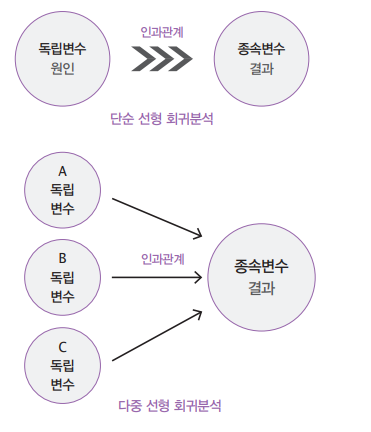 독립변수
원인
인과관계
종속변수
결과
단순 선형 회귀분석
A
독립
변수
B
독립
변수
C
독립
변수
인과관계
종속변수
결과
다중 선형 회귀분석